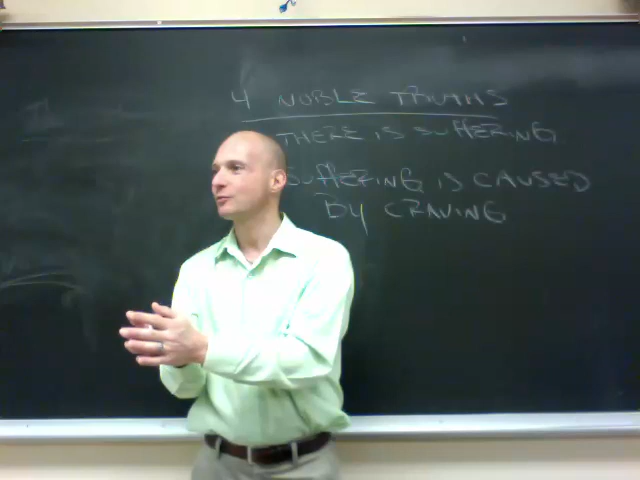 4 NOBLE TRUTHS
THERE IS SUFFERING
SUFFERING IS CAUSED
BY CRAVING